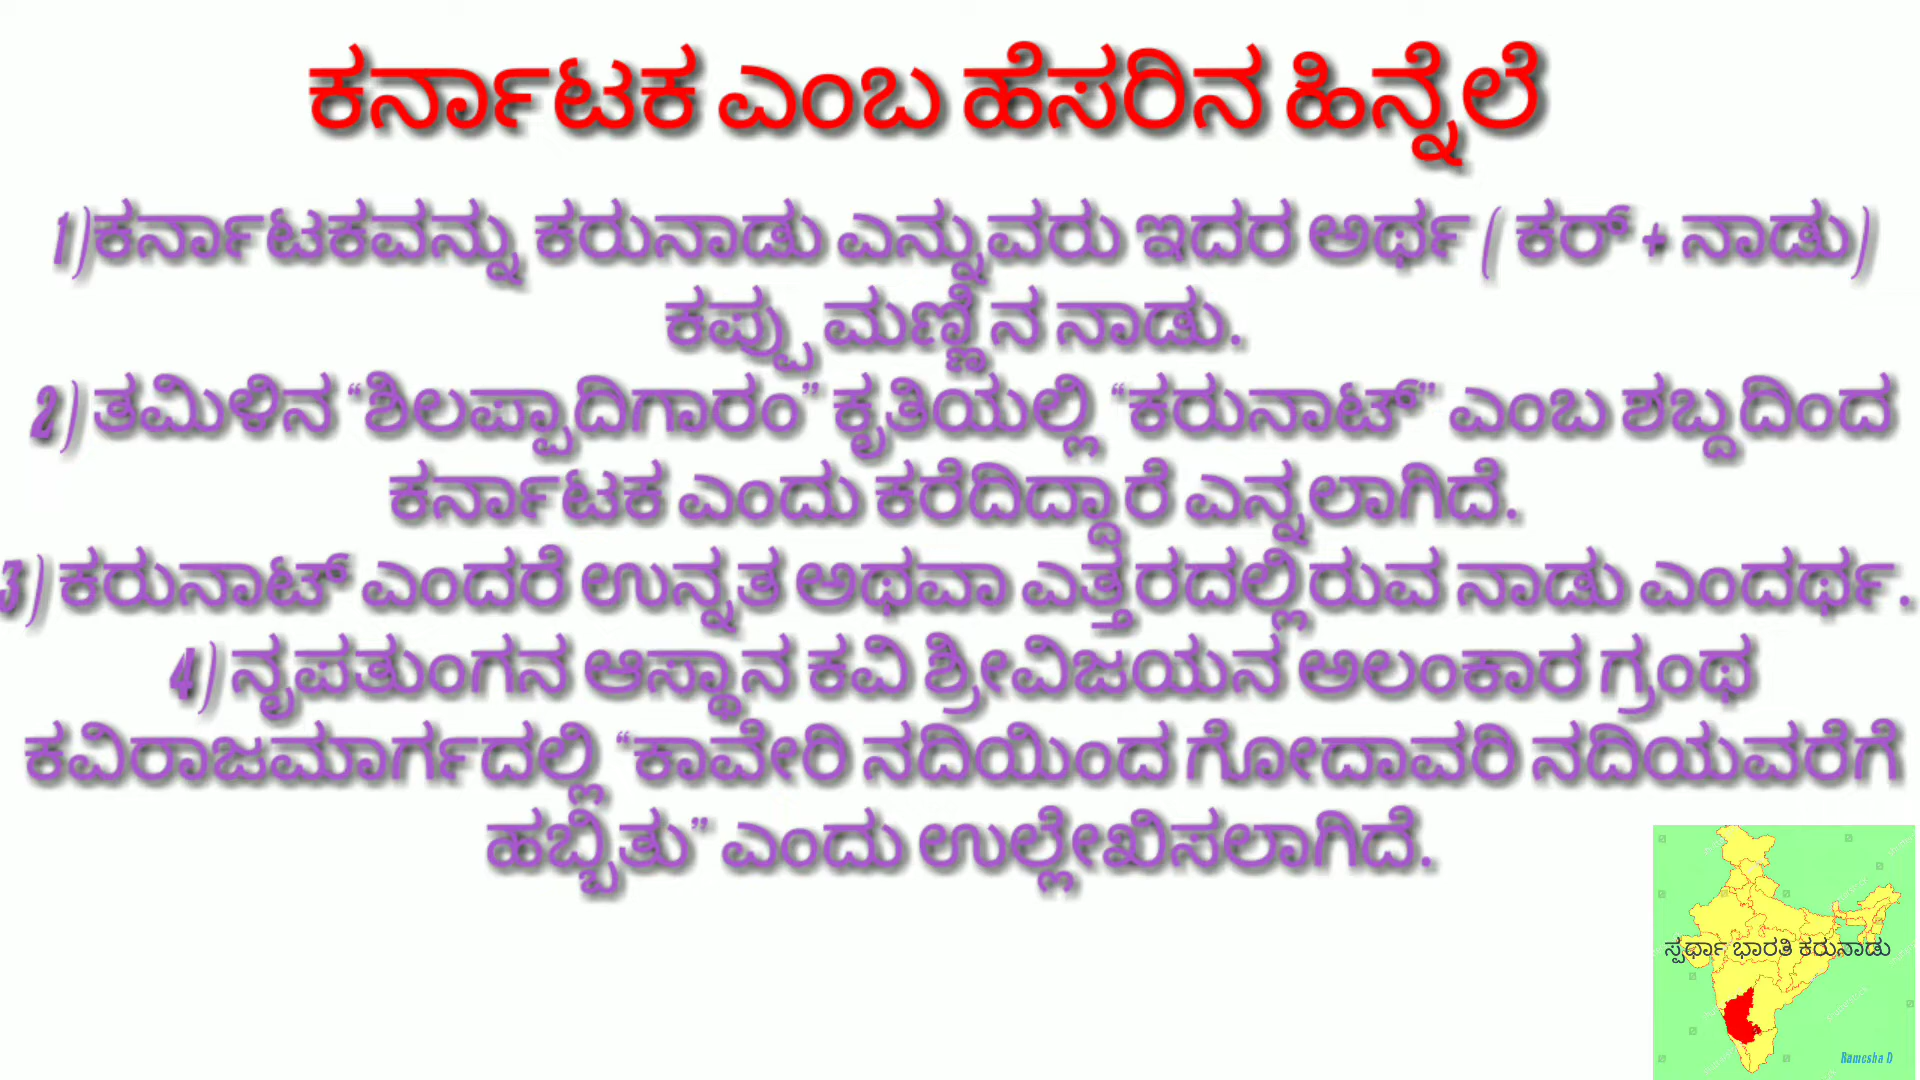 ಕರ್ನಾಟಕ ಎಂಬ ಹೆಸರಿನ ಹಿನ್ನೆಲೆ
1)ಕರ್ನಾಟಕವನ್ನು ಕರುನಾಡು ಎನ್ನುವರು ಇದರ ಅರ್ಥ ( ಕರ್ + ನಾಡು)
ಕಪ್ಪು ಮಣ್ಣಿನ ನಾಡು.
2) ತಮಿಳಿನ “ಶಿಲಪ್ಪಾದಿಗಾರಂ” ಕೃತಿಯಲ್ಲಿ “ಕರುನಾಟ್” ಎಂಬ ಶಬ್ದದಿಂದ
ಕರ್ನಾಟಕ ಎಂದು ಕರೆದಿದ್ದಾರೆ ಎನ್ನಲಾಗಿದೆ.
3) ಕರುನಾಟ್ ಎಂದರೆ ಉನ್ನತ ಅಥವಾ ಎತ್ತರದಲ್ಲಿರುವ ನಾಡು ಎಂದರ್ಥ.
4) ನೃಪತುಂಗನ ಆಸ್ಥಾನ ಕವಿ ಶ್ರೀವಿಜಯನ ಅಲಂಕಾರ ಗ್ರಂಥ
ಕವಿರಾಜಮಾರ್ಗದಲ್ಲಿ “ಕಾವೇರಿ ನದಿಯಿಂದ ಗೋದಾವರಿ ನದಿಯವರೆಗೆ
ಹಬ್ಬಿತು” ಎಂದು ಉಲ್ಲೇಖಿಸಲಾಗಿದೆ.
ಸ್ಪರ್ಧಾ ಭಾರತಿ ಕರುನಾಡು
Ramesha D